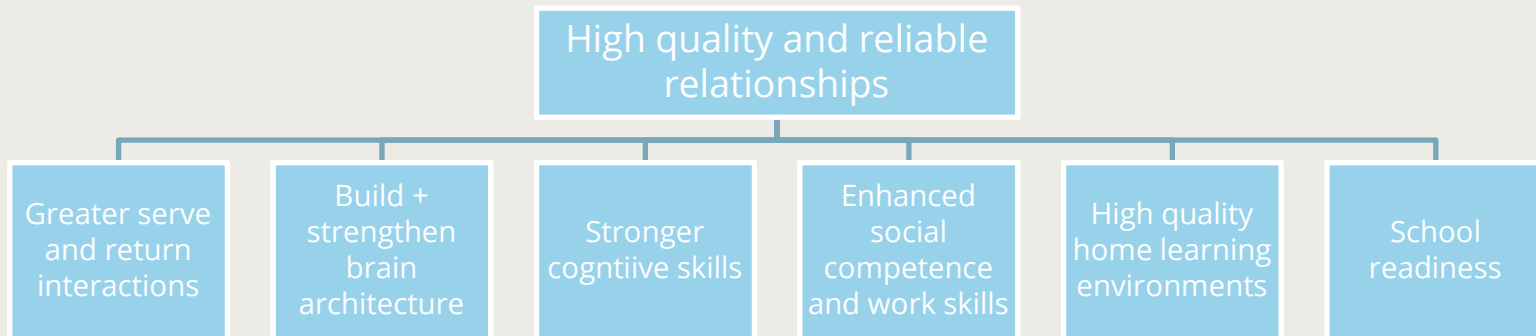 High quality and reliable
relationships
Greater serve
and return
interactions
Build +
strengthen
brain
architecture
Stronger
cogntiive skills
Enhanced
social
competence
and work skills
High quality
home learning
environments
School
readiness